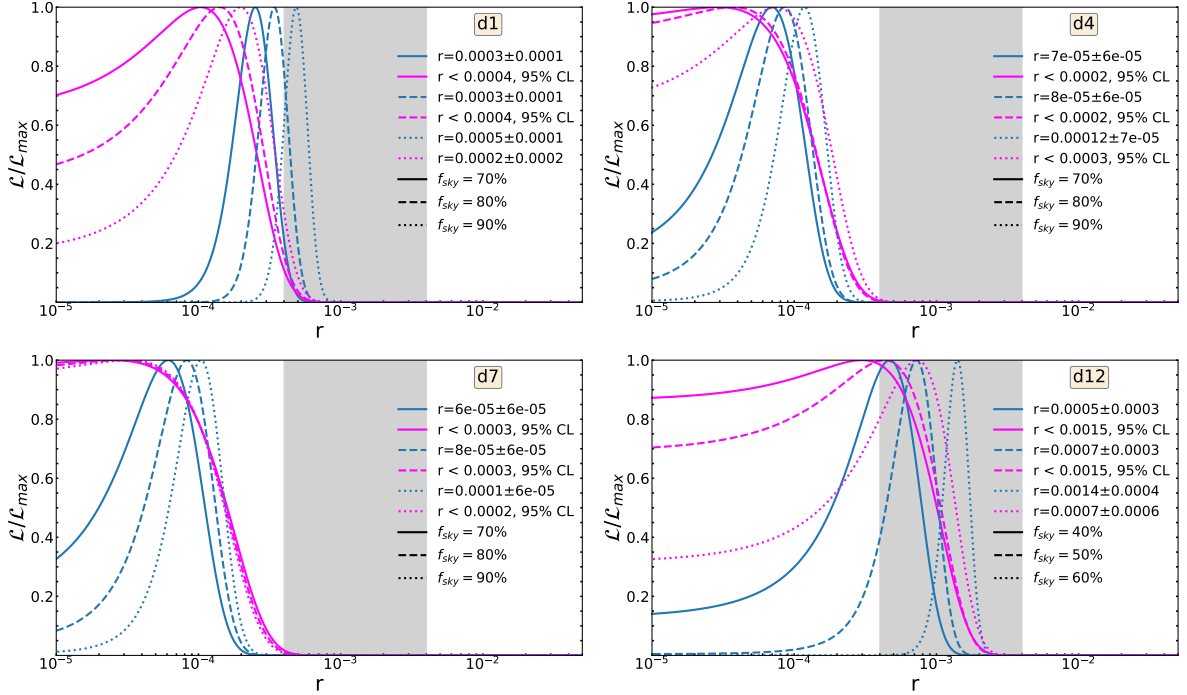 d1
1.0
0.8
0.6
0.4
0.2
ℒ/ℒ_max
r=0.0003±0.0001
r < 0.0004, 95% CL
r=0.0003±0.0001
r < 0.0004, 95% CL
r=0.0005±0.0001
r=0.0002±0.0002
f_sky = 70%
f_sky = 80%
f_sky = 90%
10⁻⁵ 10⁻⁴ 10⁻³ 10⁻²
r
d4
1.0
0.8
0.6
0.4
0.2
ℒ/ℒ_max
r=7e-05±6e-05
r < 0.0002, 95% CL
r=8e-05±6e-05
r < 0.0002, 95% CL
r=0.00012±7e-05
r < 0.0003, 95% CL
f_sky = 70%
f_sky = 80%
f_sky = 90%
10⁻⁵ 10⁻⁴ 10⁻³ 10⁻²
r
d7
1.0
0.8
0.6
0.4
0.2
ℒ/ℒ_max
r=6e-05±6e-05
r < 0.0003, 95% CL
r=8e-05±6e-05
r < 0.0003, 95% CL
r=0.0001±6e-05
r < 0.0002, 95% CL
f_sky = 70%
f_sky = 80%
f_sky = 90%
10⁻⁵ 10⁻⁴ 10⁻³ 10⁻²
r
d12
1.0
0.8
0.6
0.4
0.2
ℒ/ℒ_max
r=0.0005±0.0003
r < 0.0015, 95% CL
r=0.0007±0.0003
r < 0.0015, 95% CL
r=0.0014±0.0004
r=0.0007±0.0006
f_sky = 40%
f_sky = 50%
f_sky = 60%
10⁻⁵ 10⁻⁴ 10⁻³ 10⁻²
r